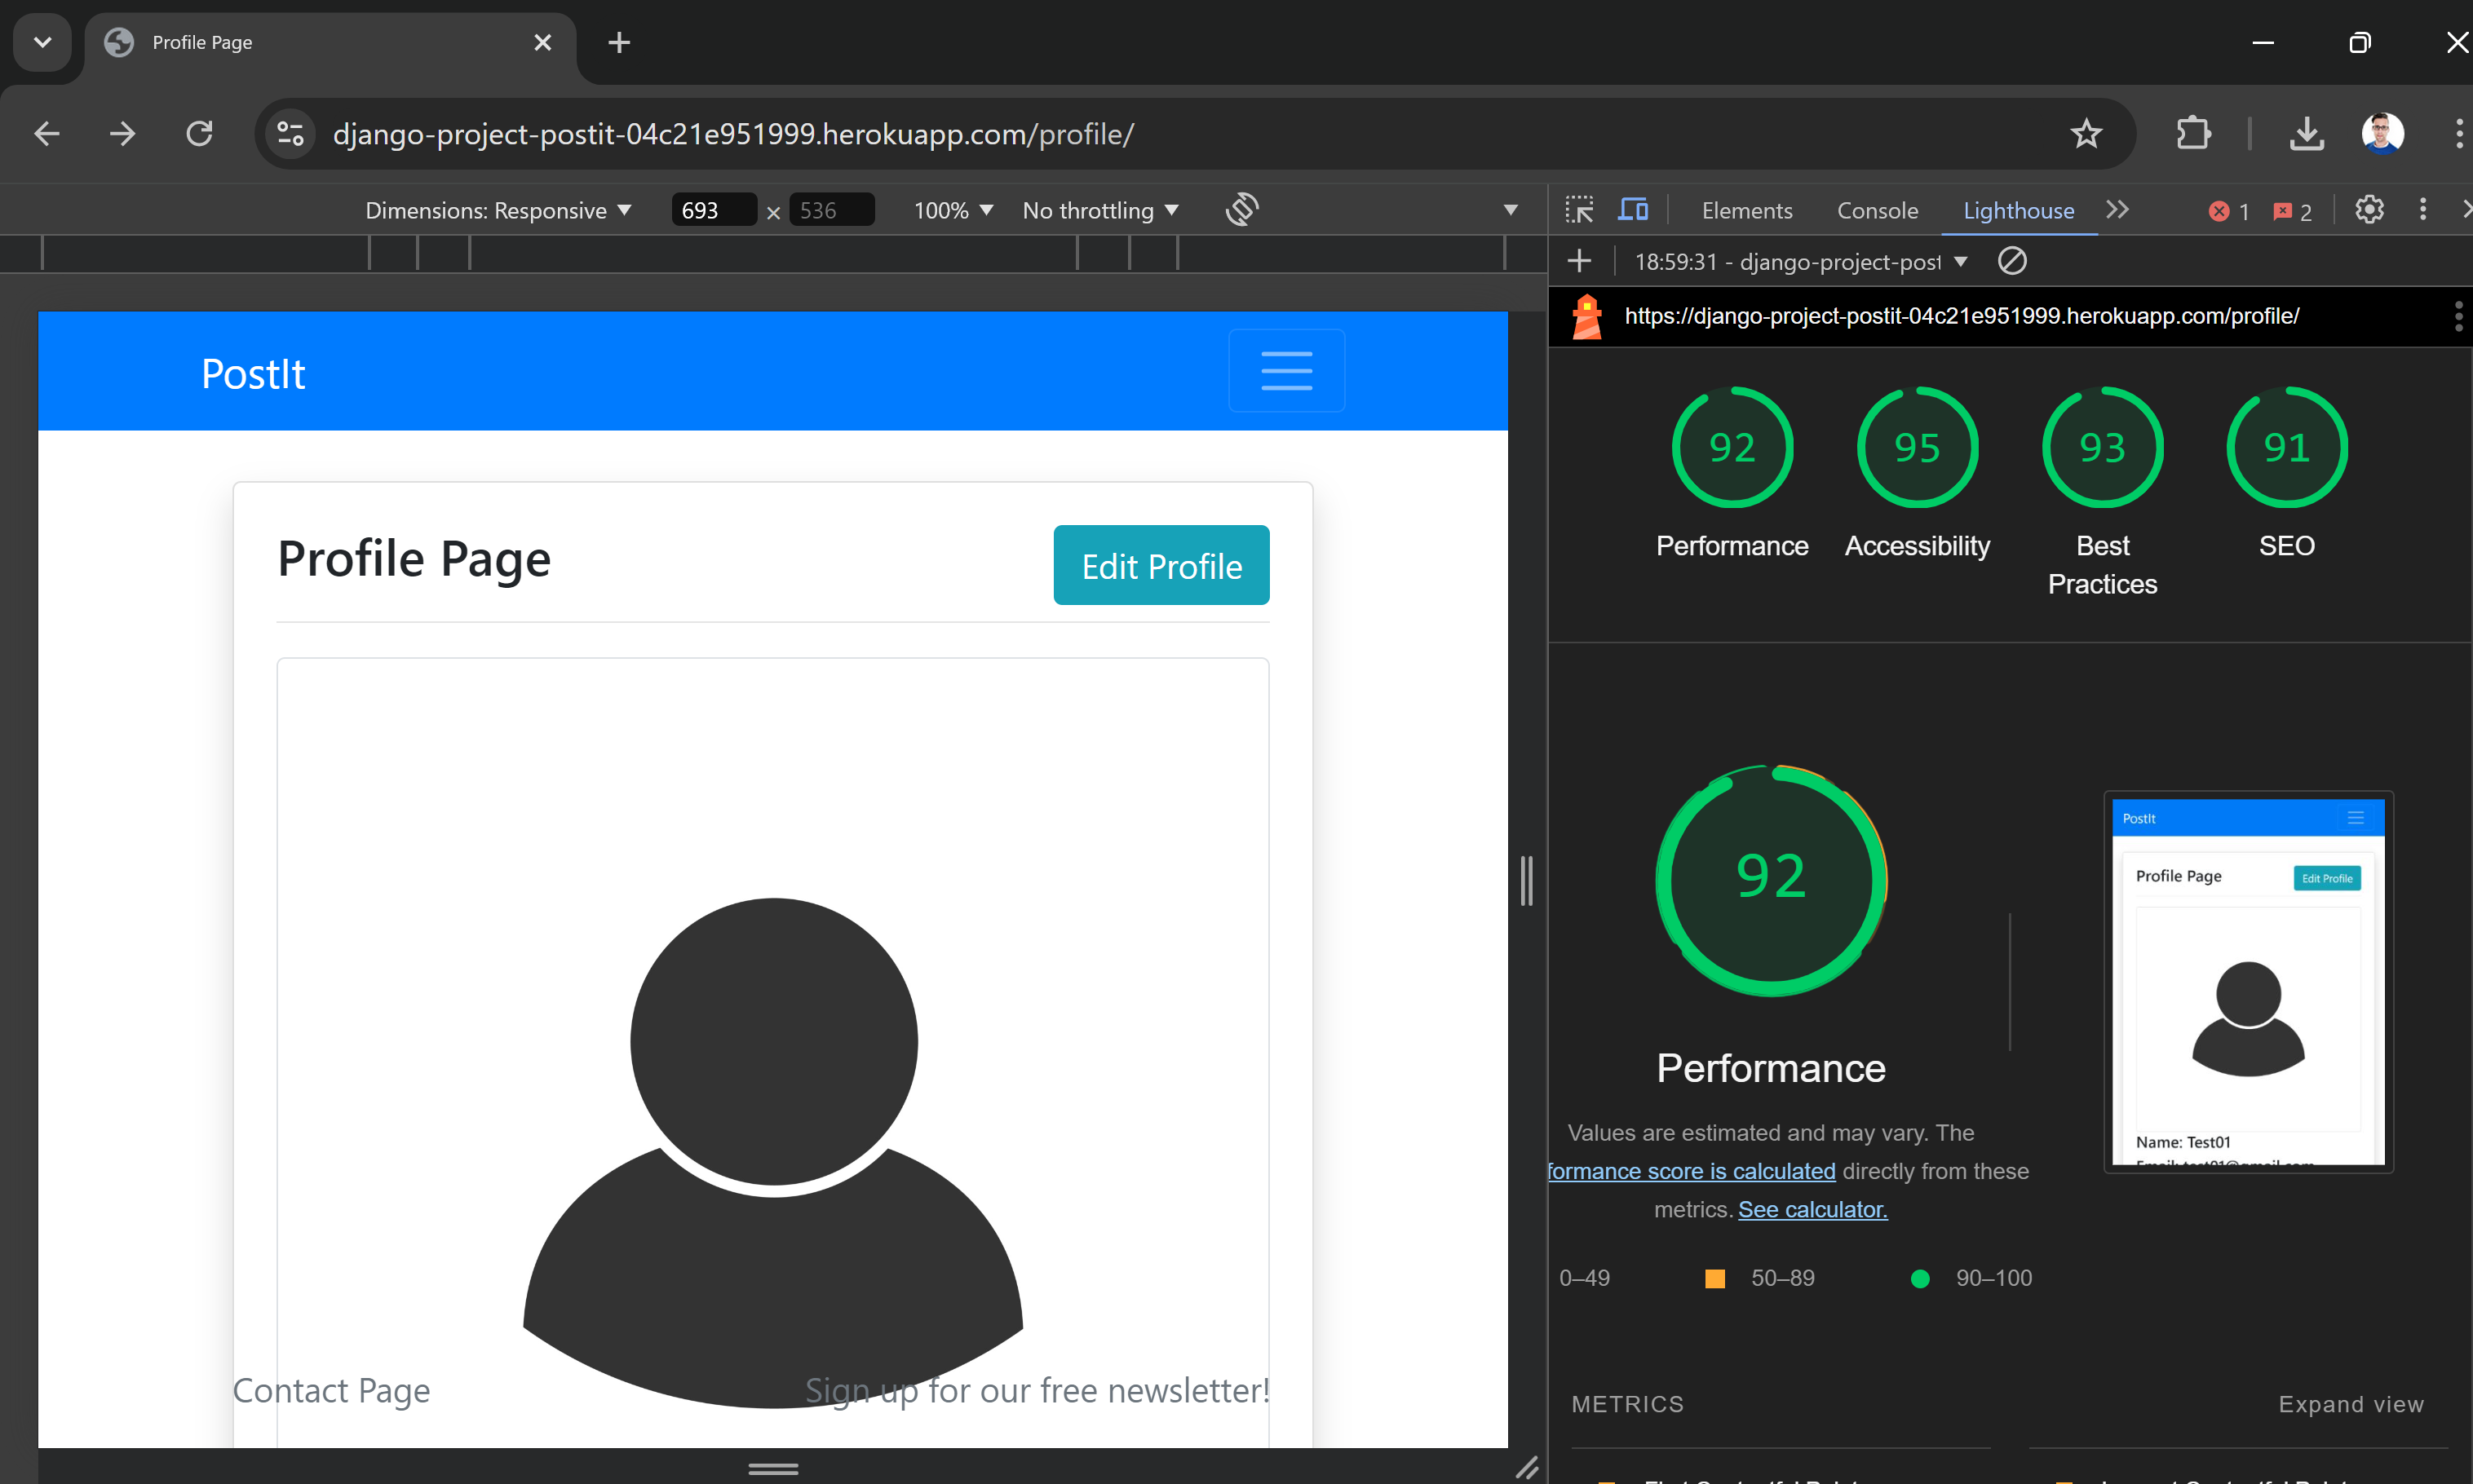 Profile Page
django-project-postit-04c21e951999.herokuapp.com/profile/
Dimensions: Responsive 693 × 536 100% No throttling
Elements Console Lighthouse 1 2
18:59:31 - django-project-post
https://django-project-postit-04c21e951999.herokuapp.com/profile/
PostIt
Profile Page
Edit Profile
Contact Page
Sign up for our free newsletter!
92 95 93 91
Performance Accessibility Best Practices SEO
92
Performance
Values are estimated and may vary. The
formance score is calculated directly from these
metrics. See calculator.
0–49 50–89 90–100
PostIt
Profile Page
Edit Profile
Name: Test01
METRICS
Expand view